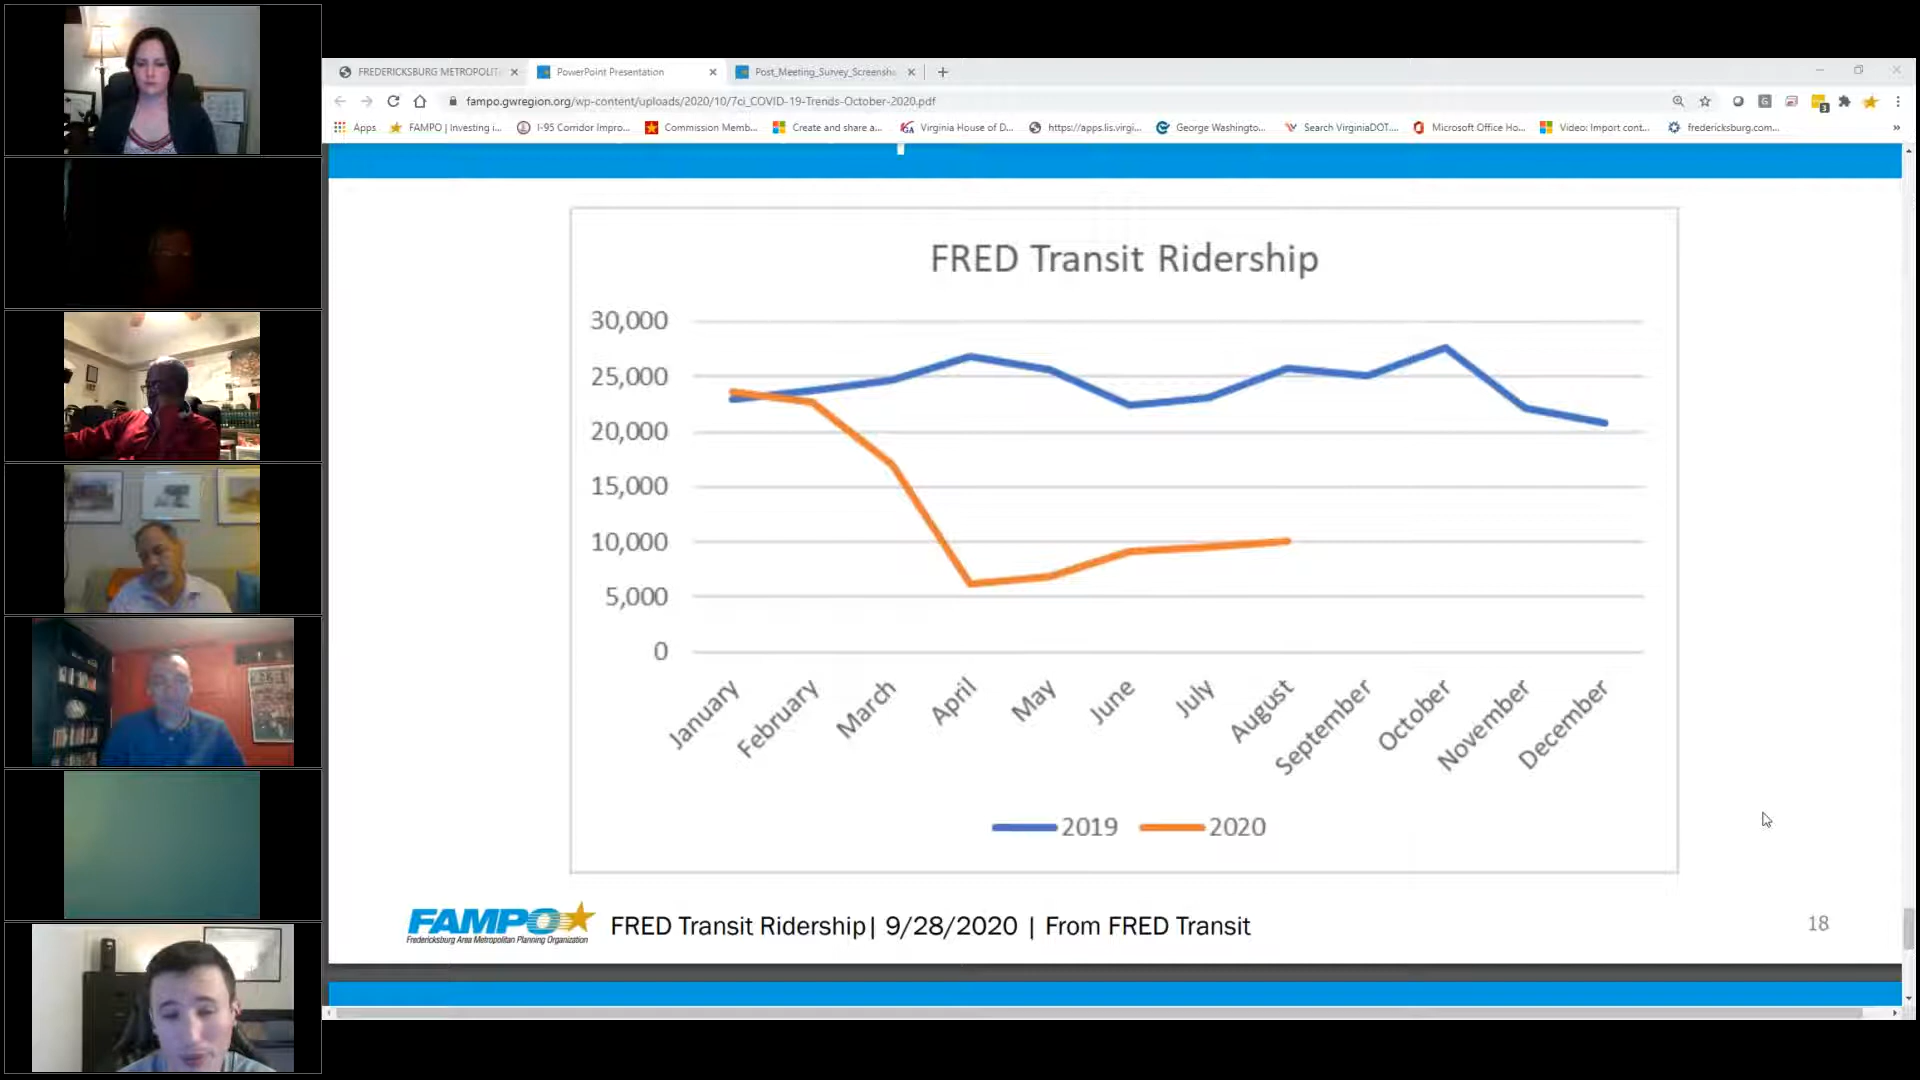 FREDERICKSBURG METROPOLIT
PowerPoint Presentation
Post_Meeting_Survey_Screensh
fampo.gwregion.org/wp-content/uploads/2020/10/7ci_COVID-19-Trends-October-2020.pdf
Apps
FAMPO | Investing i...
I-95 Corridor Impro...
Commission Memb...
Create and share a...
Virginia House of D...
https://apps.lis.virgi...
George Washingto...
Search VirginiaDOT....
Microsoft Office Ho...
Video: Import cont...
fredericksburg.com...
»
FRED Transit Ridership
30,000
25,000
20,000
15,000
10,000
5,000
0
January
February
March
April
May
June
July
August
September
October
November
December
2019
2020
FAMPO
Fredericksburg Area Metropolitan Planning Organization
FRED Transit Ridership| 9/28/2020 | From FRED Transit
18